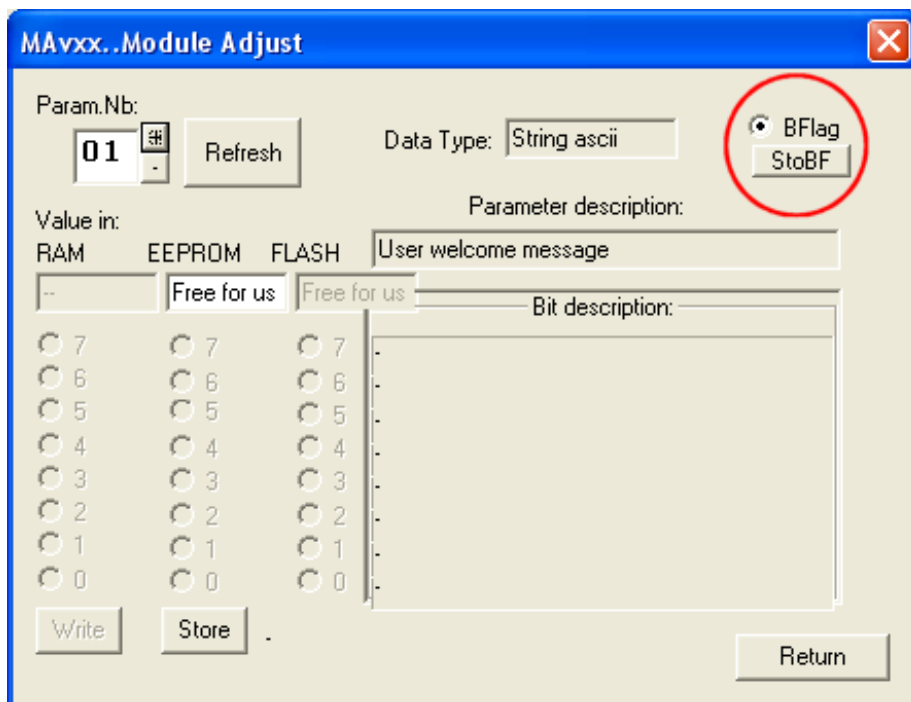 MAvxx..Module Adjust
Param.Nb:
01
Refresh
Data Type: String ascii
BFlag
StoBF
Parameter description:
User welcome message
Value in:
RAM EEPROM FLASH
-- Free for us Free for us
Bit description:
7 7 7 -
6 6 6 -
5 5 5 -
4 4 4 -
3 3 3 -
2 2 2 -
1 1 1 -
0 0 0 -
Write Store .
Return